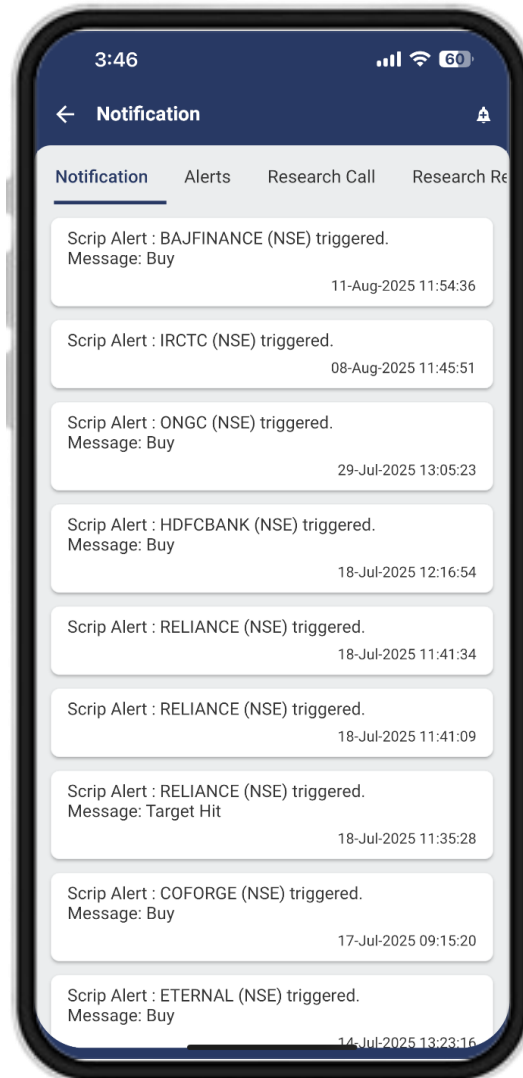 3:46
60
Notification
Notification Alerts Research Call Research Re
Scrip Alert : BAJFINANCE (NSE) triggered.
Message: Buy
11-Aug-2025 11:54:36
Scrip Alert : IRCTC (NSE) triggered.
08-Aug-2025 11:45:51
Scrip Alert : ONGC (NSE) triggered.
Message: Buy
29-Jul-2025 13:05:23
Scrip Alert : HDFCBANK (NSE) triggered.
Message: Buy
18-Jul-2025 12:16:54
Scrip Alert : RELIANCE (NSE) triggered.
18-Jul-2025 11:41:34
Scrip Alert : RELIANCE (NSE) triggered.
18-Jul-2025 11:41:09
Scrip Alert : RELIANCE (NSE) triggered.
Message: Target Hit
18-Jul-2025 11:35:28
Scrip Alert : COFORGE (NSE) triggered.
Message: Buy
17-Jul-2025 09:15:20
Scrip Alert : ETERNAL (NSE) triggered.
Message: Buy
14-Jul-2025 13:23:16